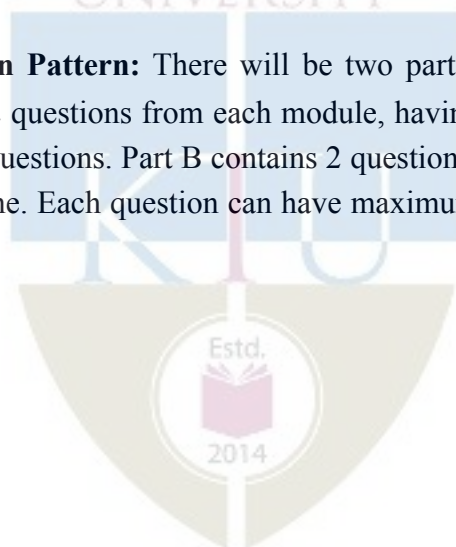 UNIVERSITY
n Pattern: There will be two part
questions from each module, havin
uestions. Part B contains 2 question
ne. Each question can have maximu
KTU
Estd.
2014